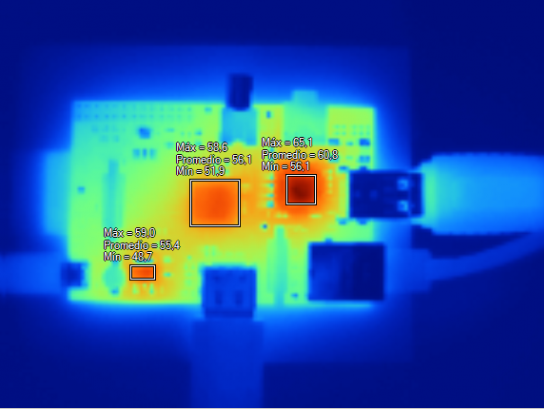 Máx = 58,6
Promedio = 56,1
Mín = 51,9
Máx = 65,1
Promedio = 60,8
Mín = 56,1
Máx = 59,0
Promedio = 55,4
Mín = 48,7